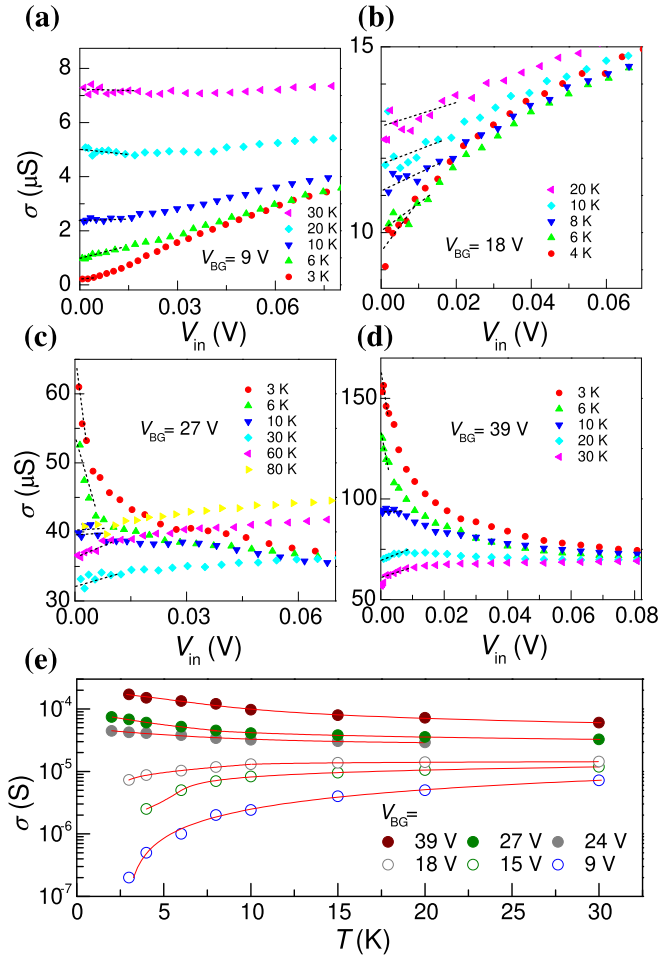 (a)
(b)
8
6
4
2
0
σ (μS)
0.00
0.03
0.06
V_in (V)
V_BG= 9 V
30 K
20 K
10 K
6 K
3 K
15
10
σ (μS)
0.00
0.02
0.04
0.06
V_in (V)
V_BG= 18 V
20 K
10 K
8 K
6 K
4 K
(c)
(d)
60
50
40
30
σ (μS)
0.00
0.03
0.06
V_in (V)
V_BG= 27 V
3 K
6 K
10 K
30 K
60 K
80 K
150
100
50
0.00
0.02
0.04
0.06
0.08
V_in (V)
V_BG= 39 V
3 K
6 K
10 K
20 K
30 K
(e)
10⁻⁴
10⁻⁵
10⁻⁶
10⁻⁷
σ (S)
V_BG=
39 V 27 V 24 V
18 V 15 V 9 V
0 5 10 15 20 25 30
T (K)